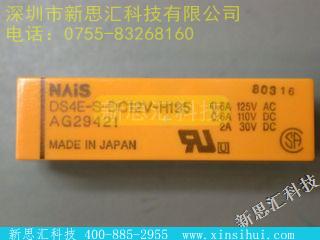 深圳市新思汇科技有限公司
电话：0755-83268160
NAiS 80316
DS4E-S-DC12V-H195 0.6A 125V AC
AG29421 0.6A 110V DC
2A 30V DC
MADE IN JAPAN
新思汇科技
新思汇科技 400-885-2955 www.xinsihui.com